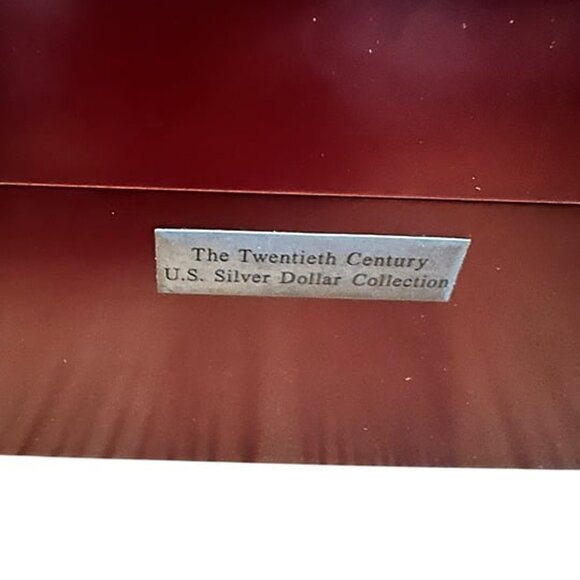 The Twentieth Century
U.S. Silver Dollar Collection